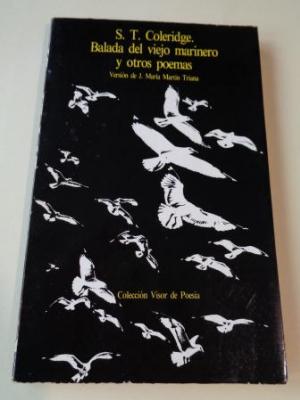 S. T. Coleridge.
Balada del viejo marinero
y otros poemas
Versión de J. María Martín Triana
Colección Visor de Poesía